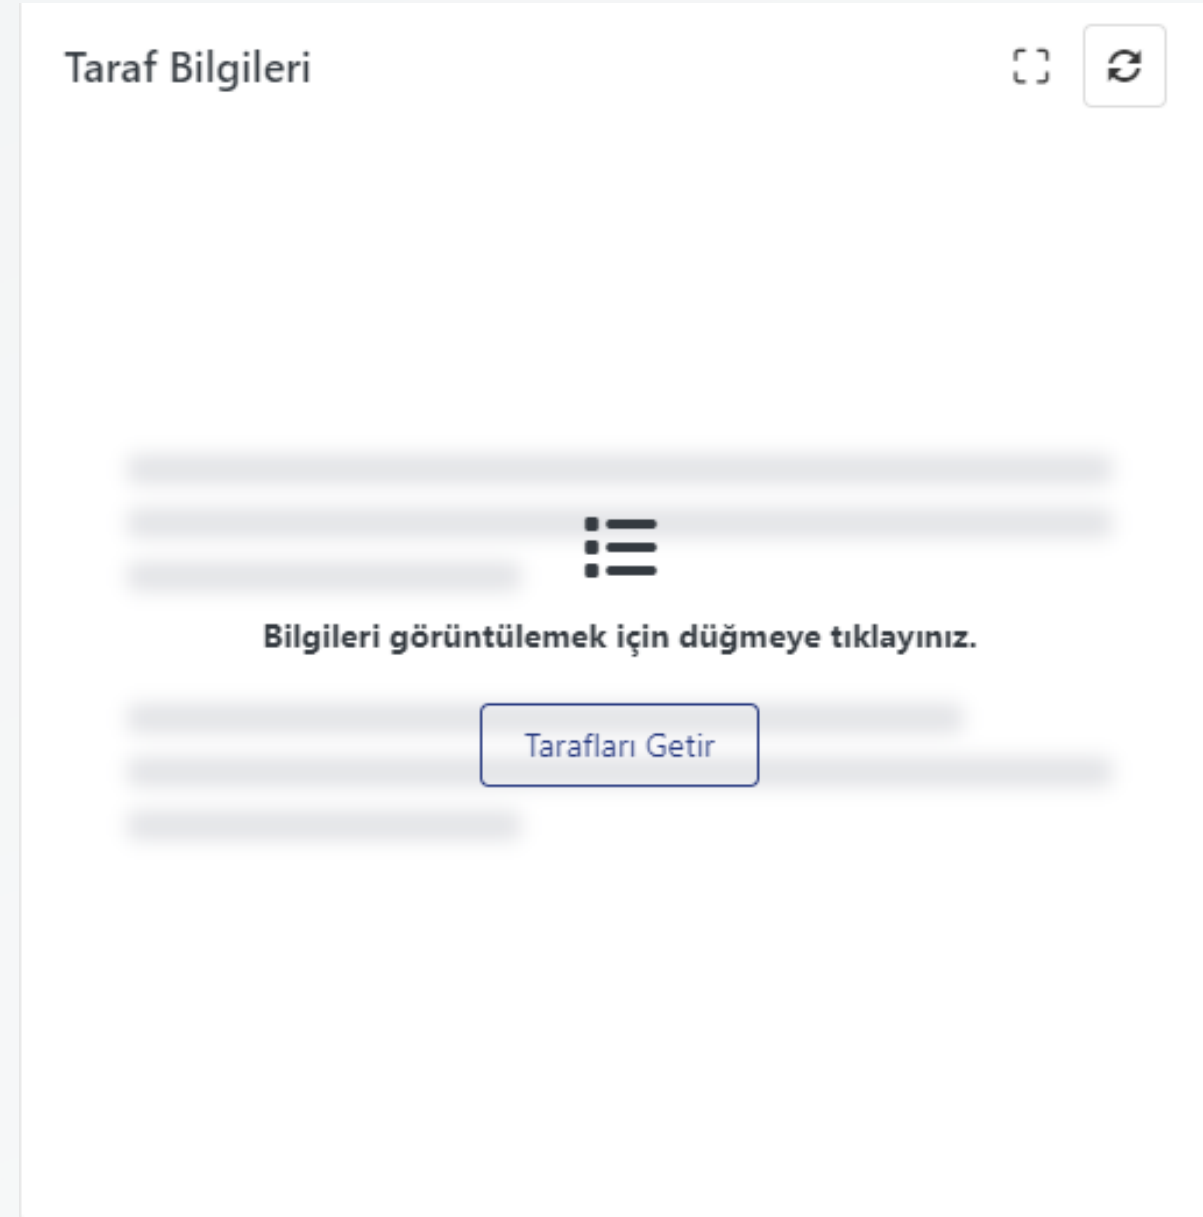 Taraf Bilgileri
Bilgileri görüntülemek için düğmeye tıklayınız.
Tarafları Getir